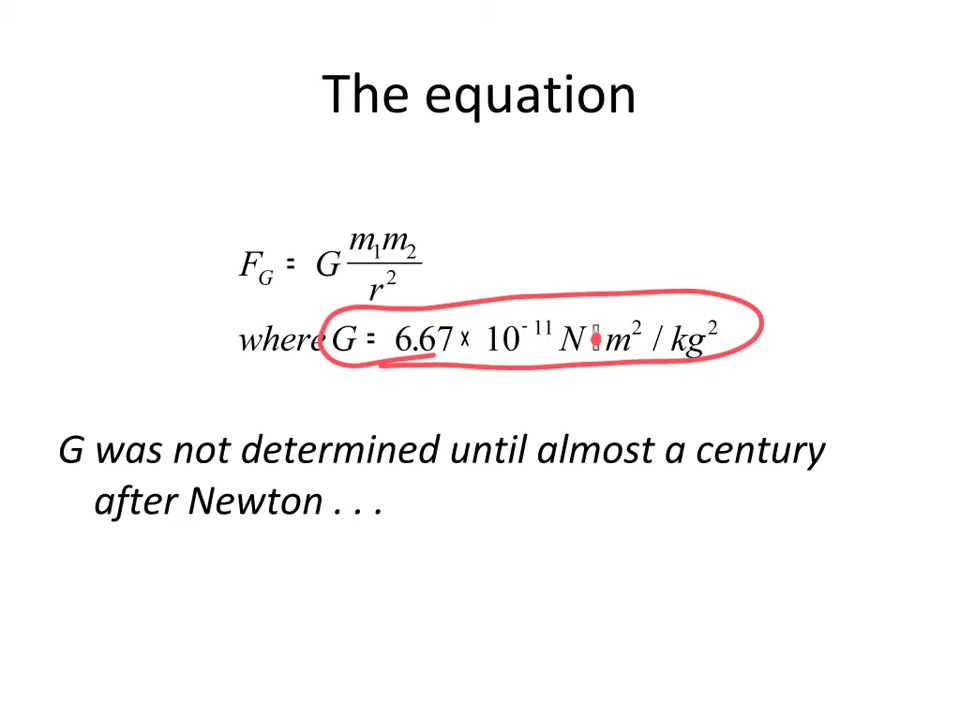 The equation
F_G = G m₁m₂ / r²
where G = 6.67 × 10⁻¹¹ N·m² / kg²
G was not determined until almost a century
after Newton . . .